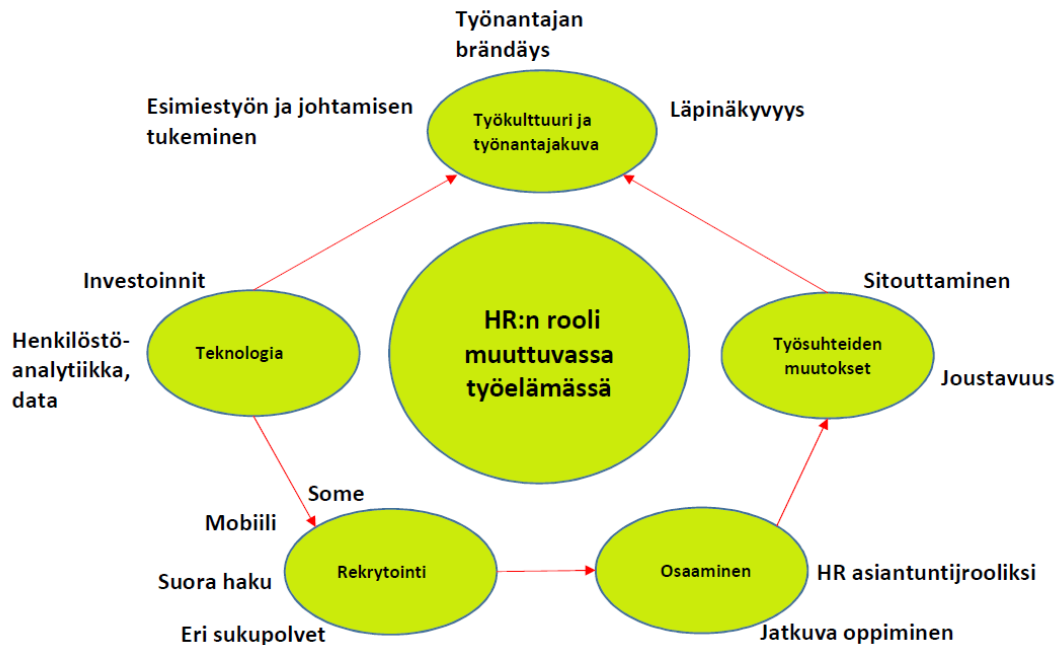 Työnantajan
brändäys
Esimiestyön ja johtamisen
tukeminen
Työkulttuuri ja
työnantajakuva
Läpinäkyvyys
Investoinnit
Henkilöstö-
analytiikka,
data
Teknologia
HR:n rooli
muuttuvassa
työelämässä
Sitouttaminen
Työsuhteiden
muutokset
Joustavuus
Some
Mobiili
Suora haku
Eri sukupolvet
Rekrytointi
Osaaminen
HR asiantuntijrooliksi
Jatkuva oppiminen